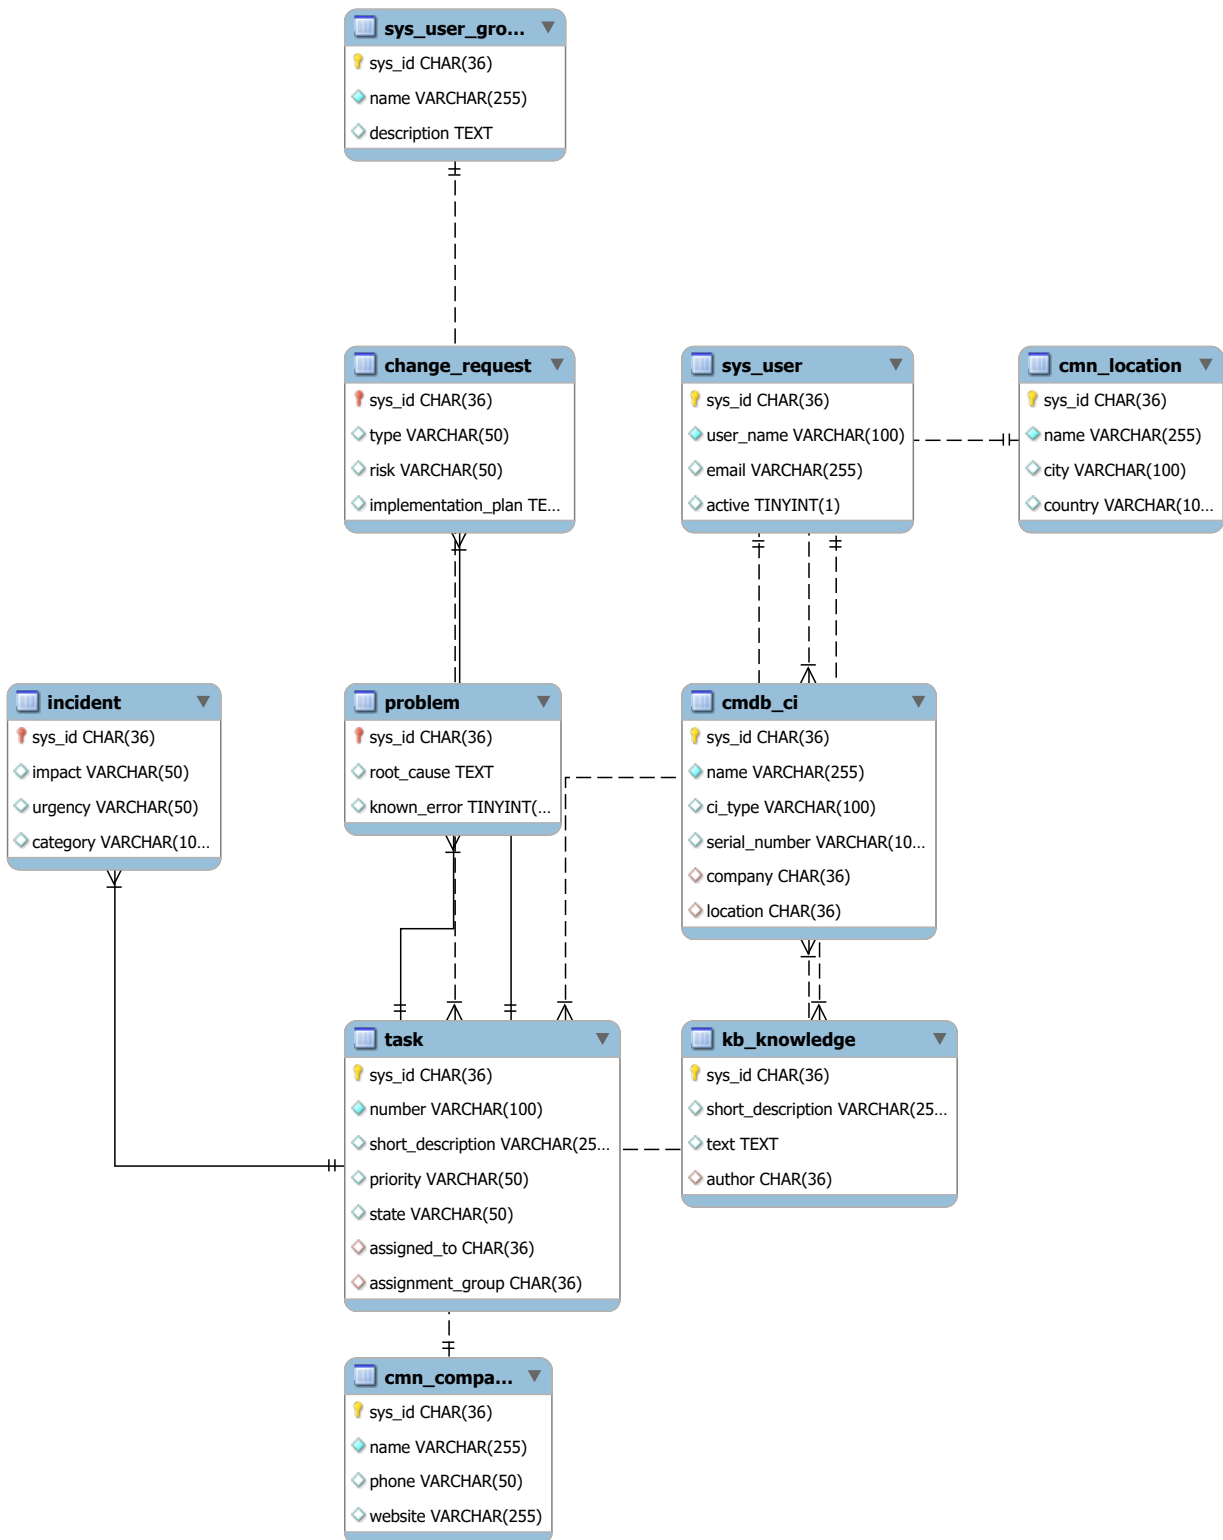 sys_user_gro...
sys_id CHAR(36)
name VARCHAR(255)
description TEXT
change_request
sys_id CHAR(36)
type VARCHAR(50)
risk VARCHAR(50)
implementation_plan TE...
sys_user
sys_id CHAR(36)
user_name VARCHAR(100)
email VARCHAR(255)
active TINYINT(1)
cmn_location
sys_id CHAR(36)
name VARCHAR(255)
city VARCHAR(100)
country VARCHAR(10...
incident
sys_id CHAR(36)
impact VARCHAR(50)
urgency VARCHAR(50)
category VARCHAR(10...
problem
sys_id CHAR(36)
root_cause TEXT
known_error TINYINT(...
cmdb_ci
sys_id CHAR(36)
name VARCHAR(255)
ci_type VARCHAR(100)
serial_number VARCHAR(10...
company CHAR(36)
location CHAR(36)
task
sys_id CHAR(36)
number VARCHAR(100)
short_description VARCHAR(25...
priority VARCHAR(50)
state VARCHAR(50)
assigned_to CHAR(36)
assignment_group CHAR(36)
kb_knowledge
sys_id CHAR(36)
short_description VARCHAR(25...
text TEXT
author CHAR(36)
cmn_compa...
sys_id CHAR(36)
name VARCHAR(255)
phone VARCHAR(50)
website VARCHAR(255)